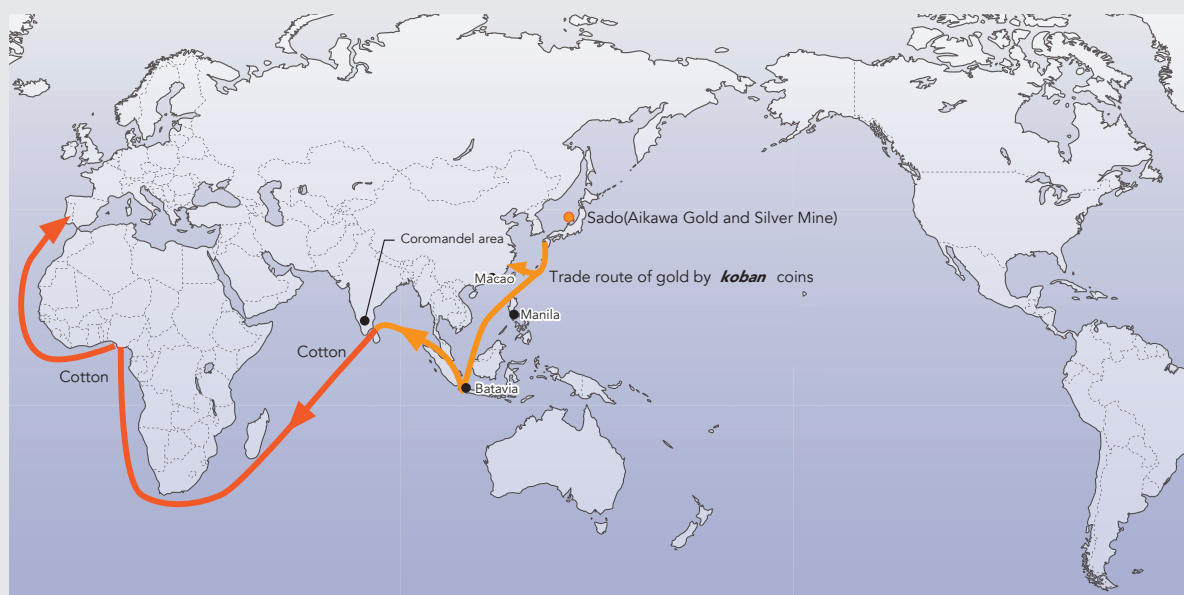 Sado(Aikawa Gold and Silver Mine)
Coromandel area
Macao
Trade route of gold by koban coins
Manila
Cotton
Cotton
Batavia